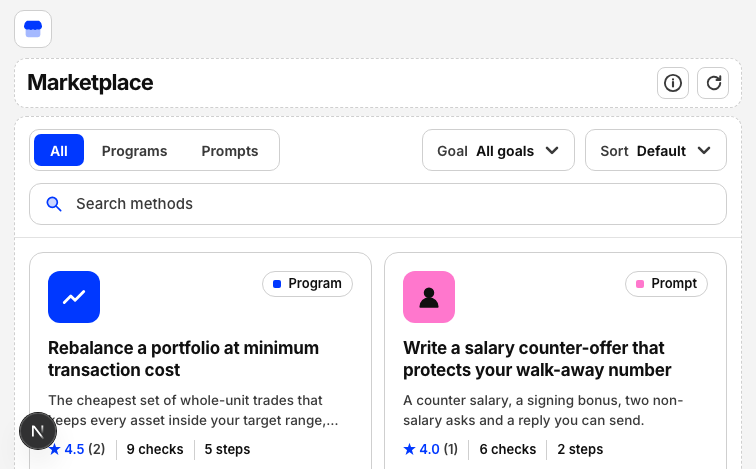 Marketplace
All Programs Prompts
Goal All goals
Sort Default
Search methods
Program
Rebalance a portfolio at minimum
transaction cost
The cheapest set of whole-unit trades that
keeps every asset inside your target range,...
★ 4.5 (2) 9 checks 5 steps
Prompt
Write a salary counter-offer that
protects your walk-away number
A counter salary, a signing bonus, two non-
salary asks and a reply you can send.
★ 4.0 (1) 6 checks 2 steps
N